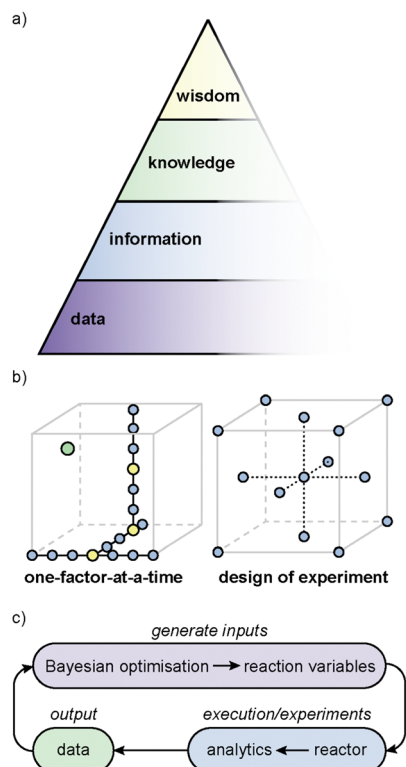 a)
wisdom
knowledge
information
data
b)
one-factor-at-a-time design of experiment
c)
generate inputs
Bayesian optimisation reaction variables
output execution/experiments
data analytics reactor